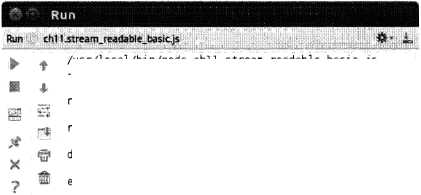 Run
Run ch11.stream_readable_basic.js
/usr/local/bin/node ch11.stream_readable_basic.js
r
r
d
e